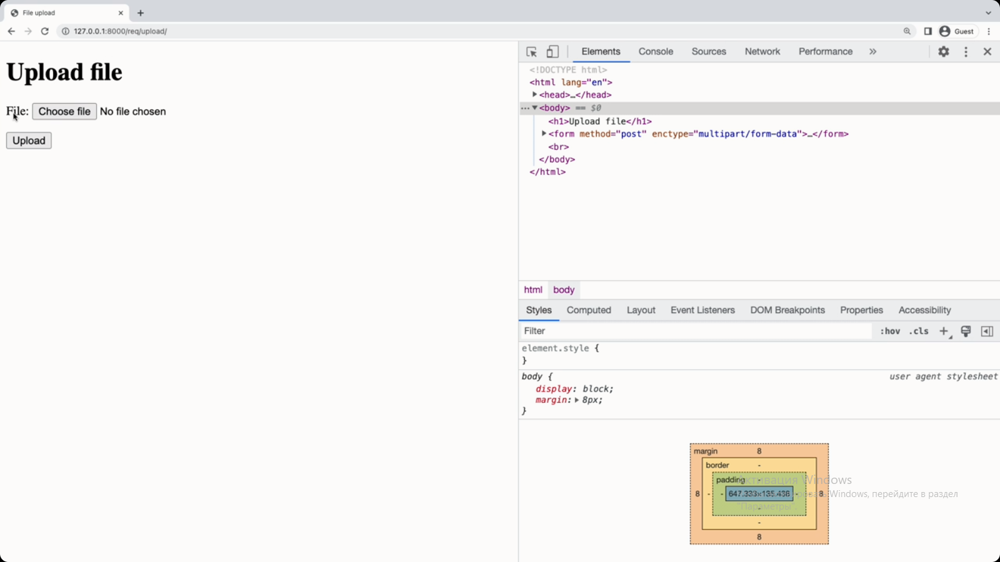 File upload
127.0.0.1:8000/req/upload/
Guest
Upload file
File: Choose file No file chosen
Upload
Elements Console Sources Network Performance
<!DOCTYPE html>
<html lang="en">
<head>…</head>
<body> == $0
<h1>Upload file</h1>
<form method="post" enctype="multipart/form-data">…</form>
<br>
</body>
</html>
html body
Styles Computed Layout Event Listeners DOM Breakpoints Properties Accessibility
Filter :hov .cls
element.style {
}
body { user agent stylesheet
display: block;
margin: 8px;
}
margin 8
border -
padding -
Активация Windows
8 - - 647.333×135.438 - - 8
Windows, перейдите в раздел
"Параметры".
-
-
8